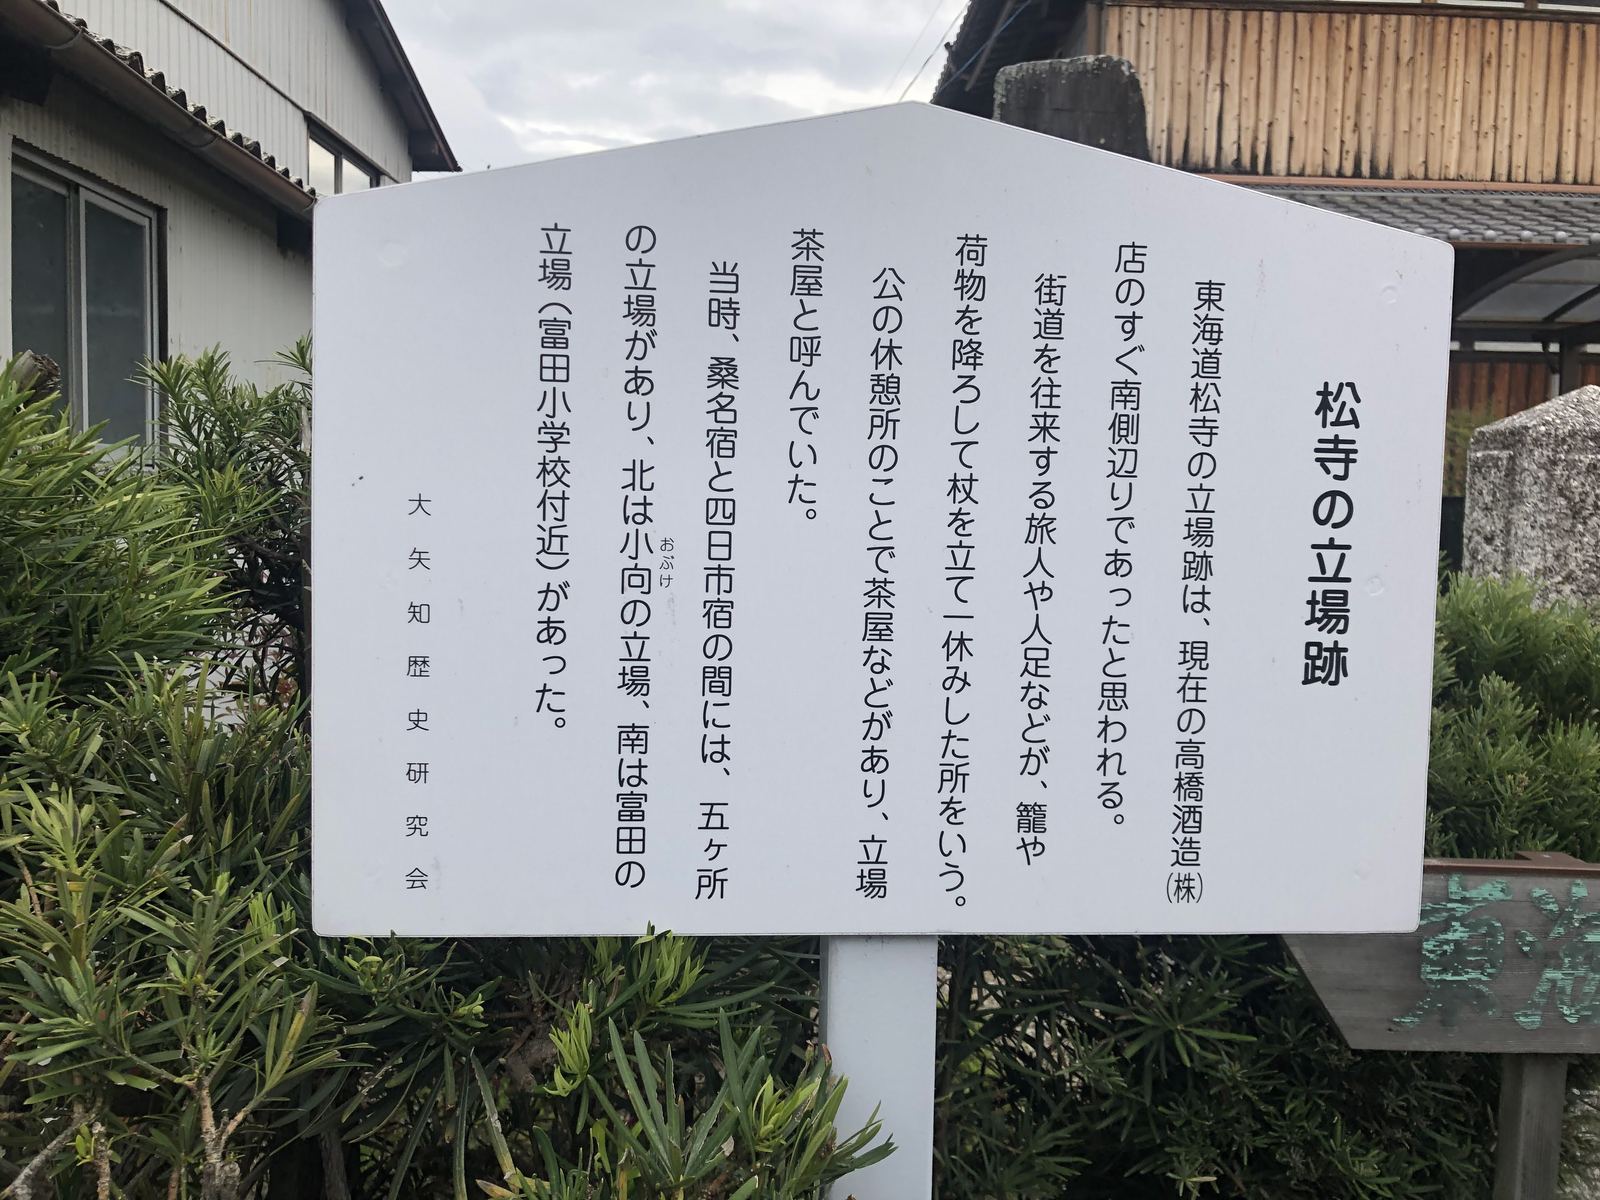 松寺の立場跡
東海道松寺の立場跡は、現在の高橋酒造(株)
店のすぐ南側辺りであったと思われる。
街道を往来する旅人や人足などが、籠や
荷物を降ろして杖を立て一休みした所をいう。
公の休憩所のことで茶屋などがあり、立場
茶屋と呼んでいた。
当時、桑名宿と四日市宿の間には、五ヶ所
の立場があり、北は小向の立場、南は富田の
おぶけ
立場(富田小学校付近)があった。
大矢知歴史研究会
東海